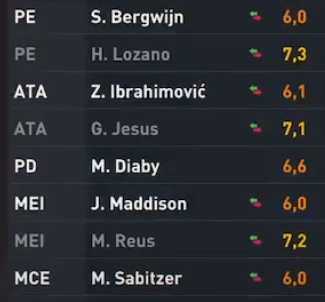 PE S. Bergwijn 6,0
PE H. Lozano 7,3
ATA Z. Ibrahimović 6,1
ATA G. Jesus 7,1
PD M. Diaby 6,6
MEI J. Maddison 6,0
MEI M. Reus 7,2
MCE M. Sabitzer 6,0